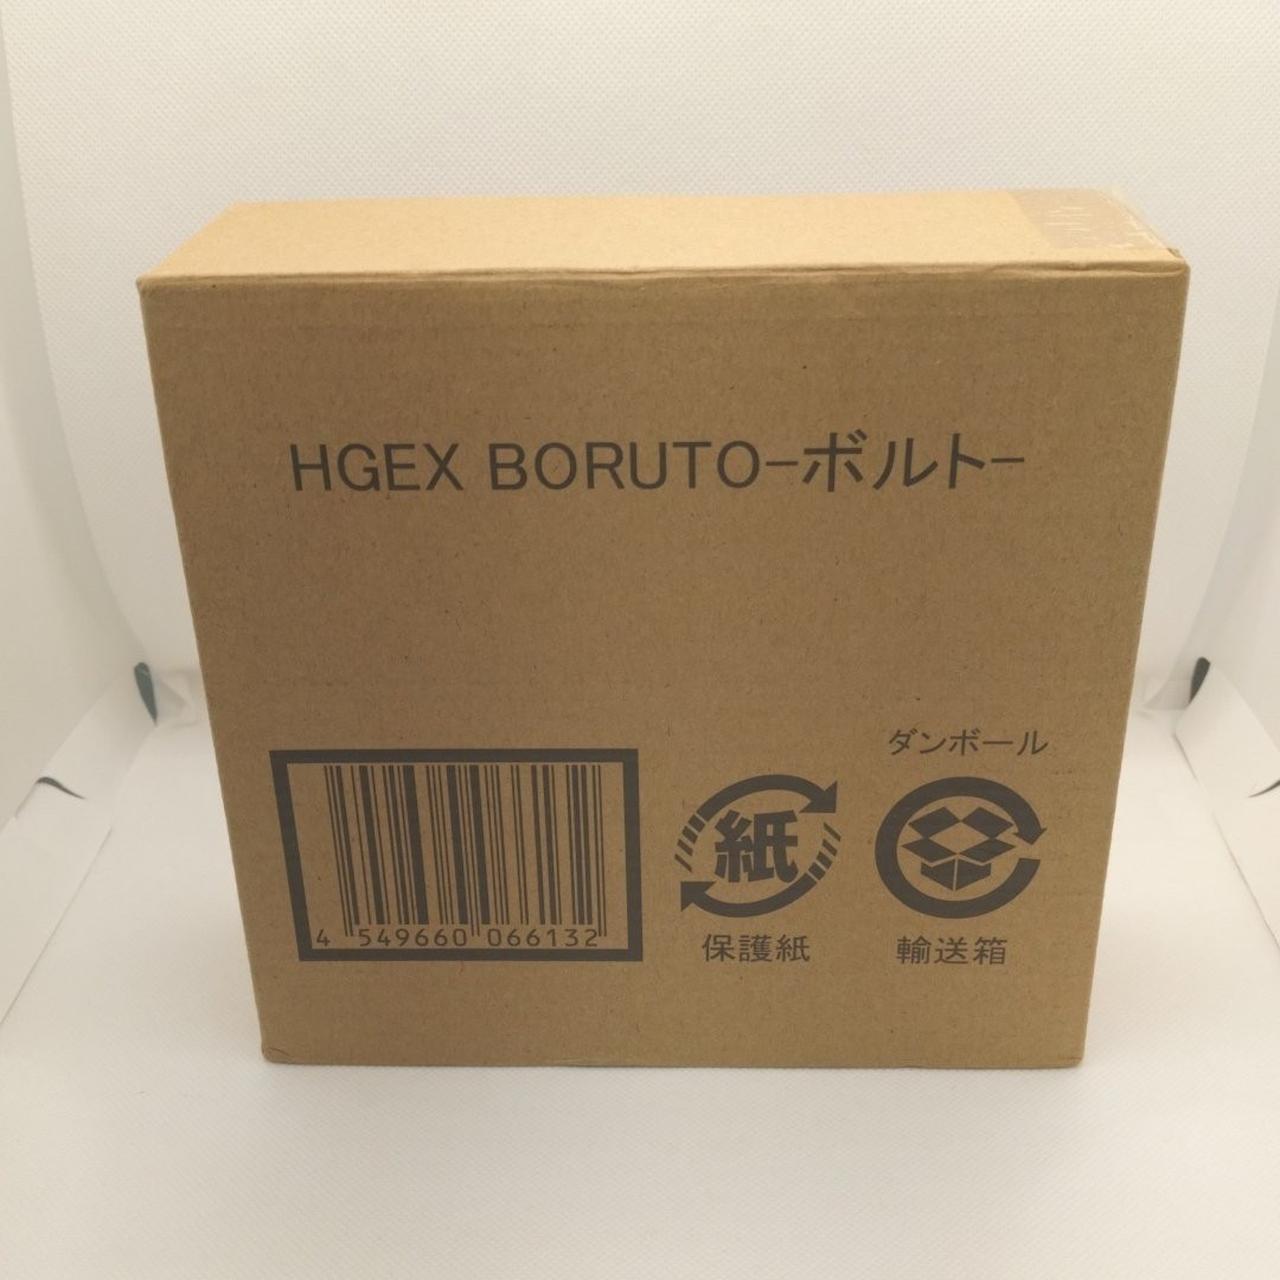 HGEX BORUTO-ボルト-
ダンボール
紙
4 549660 066132
保護紙
輸送箱